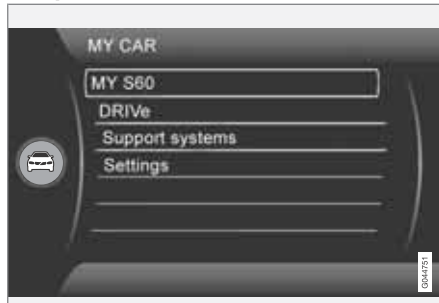 MY CAR
MY S60
DRIVe
Support systems
Settings
G044751